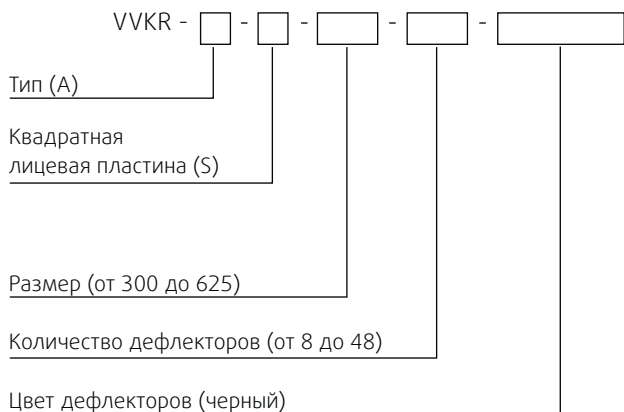 VVKR - - - - -
Тип (А)
Квадратная
лицевая пластина (S)
Размер (от 300 до 625)
Количество дефлекторов (от 8 до 48)
Цвет дефлекторов (черный)